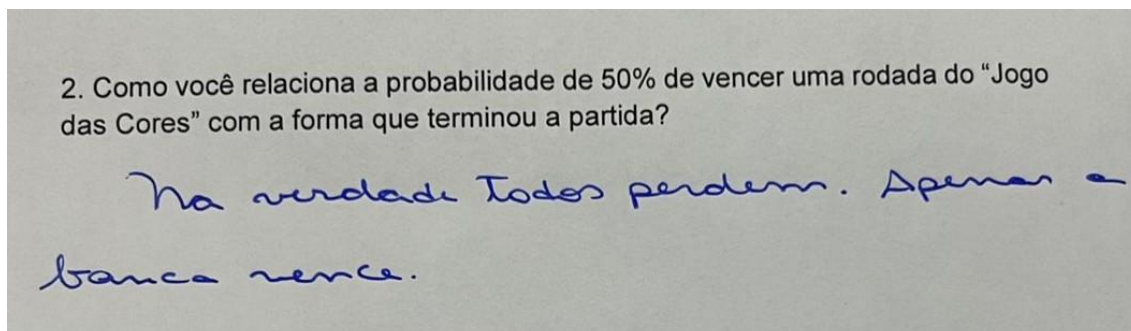 2. Como você relaciona a probabilidade de 50% de vencer uma rodada do “Jogo
das Cores” com a forma que terminou a partida?
Na verdade Todos perdem. Apenas a
banca vence.